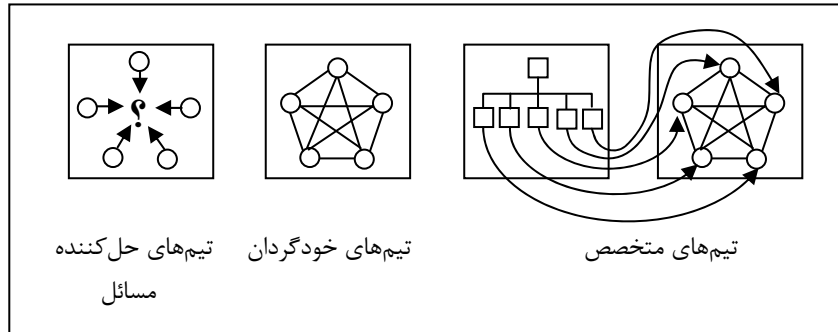 ؟
تیم‌های متخصص
تیم‌های خودگردان
تیم‌های حل‌کننده
مسائل